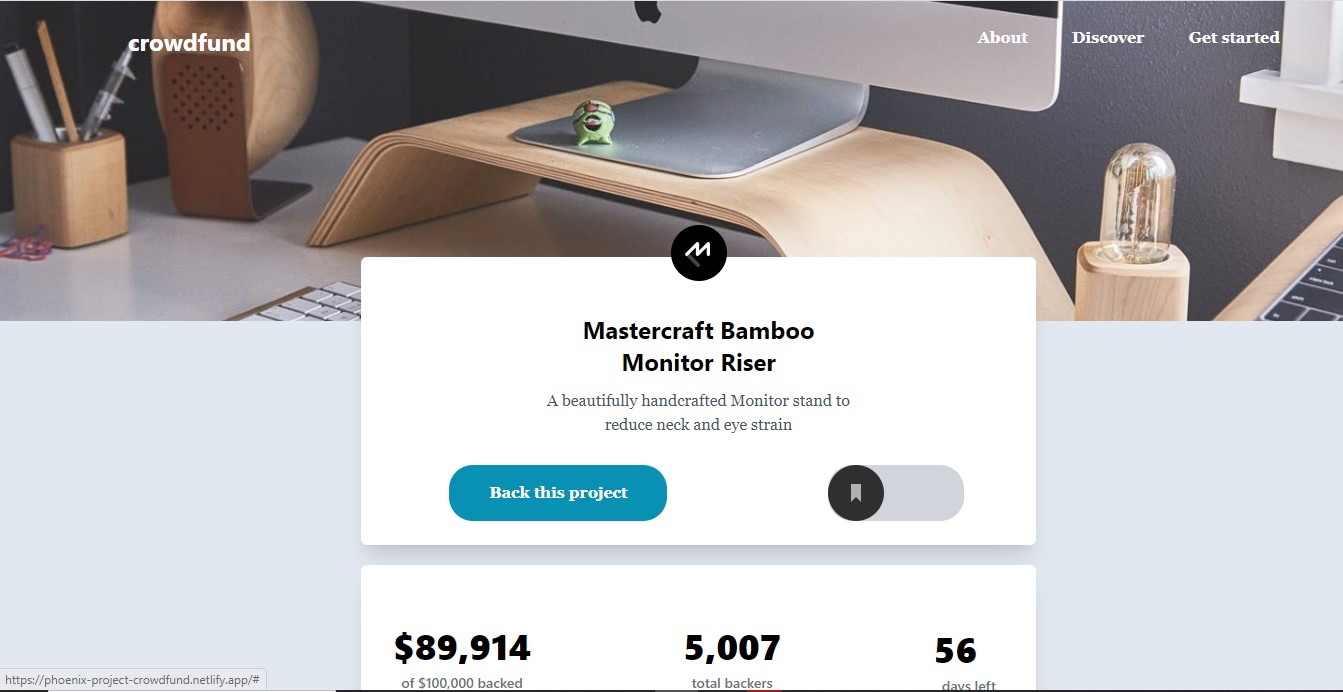 crowdfund
About Discover Get started
Mastercraft Bamboo
Monitor Riser
A beautifully handcrafted Monitor stand to
reduce neck and eye strain
Back this project
$89,914 5,007 56
of $100,000 backed total backers days left
https://phoenix-project-crowdfund.netlify.app/#